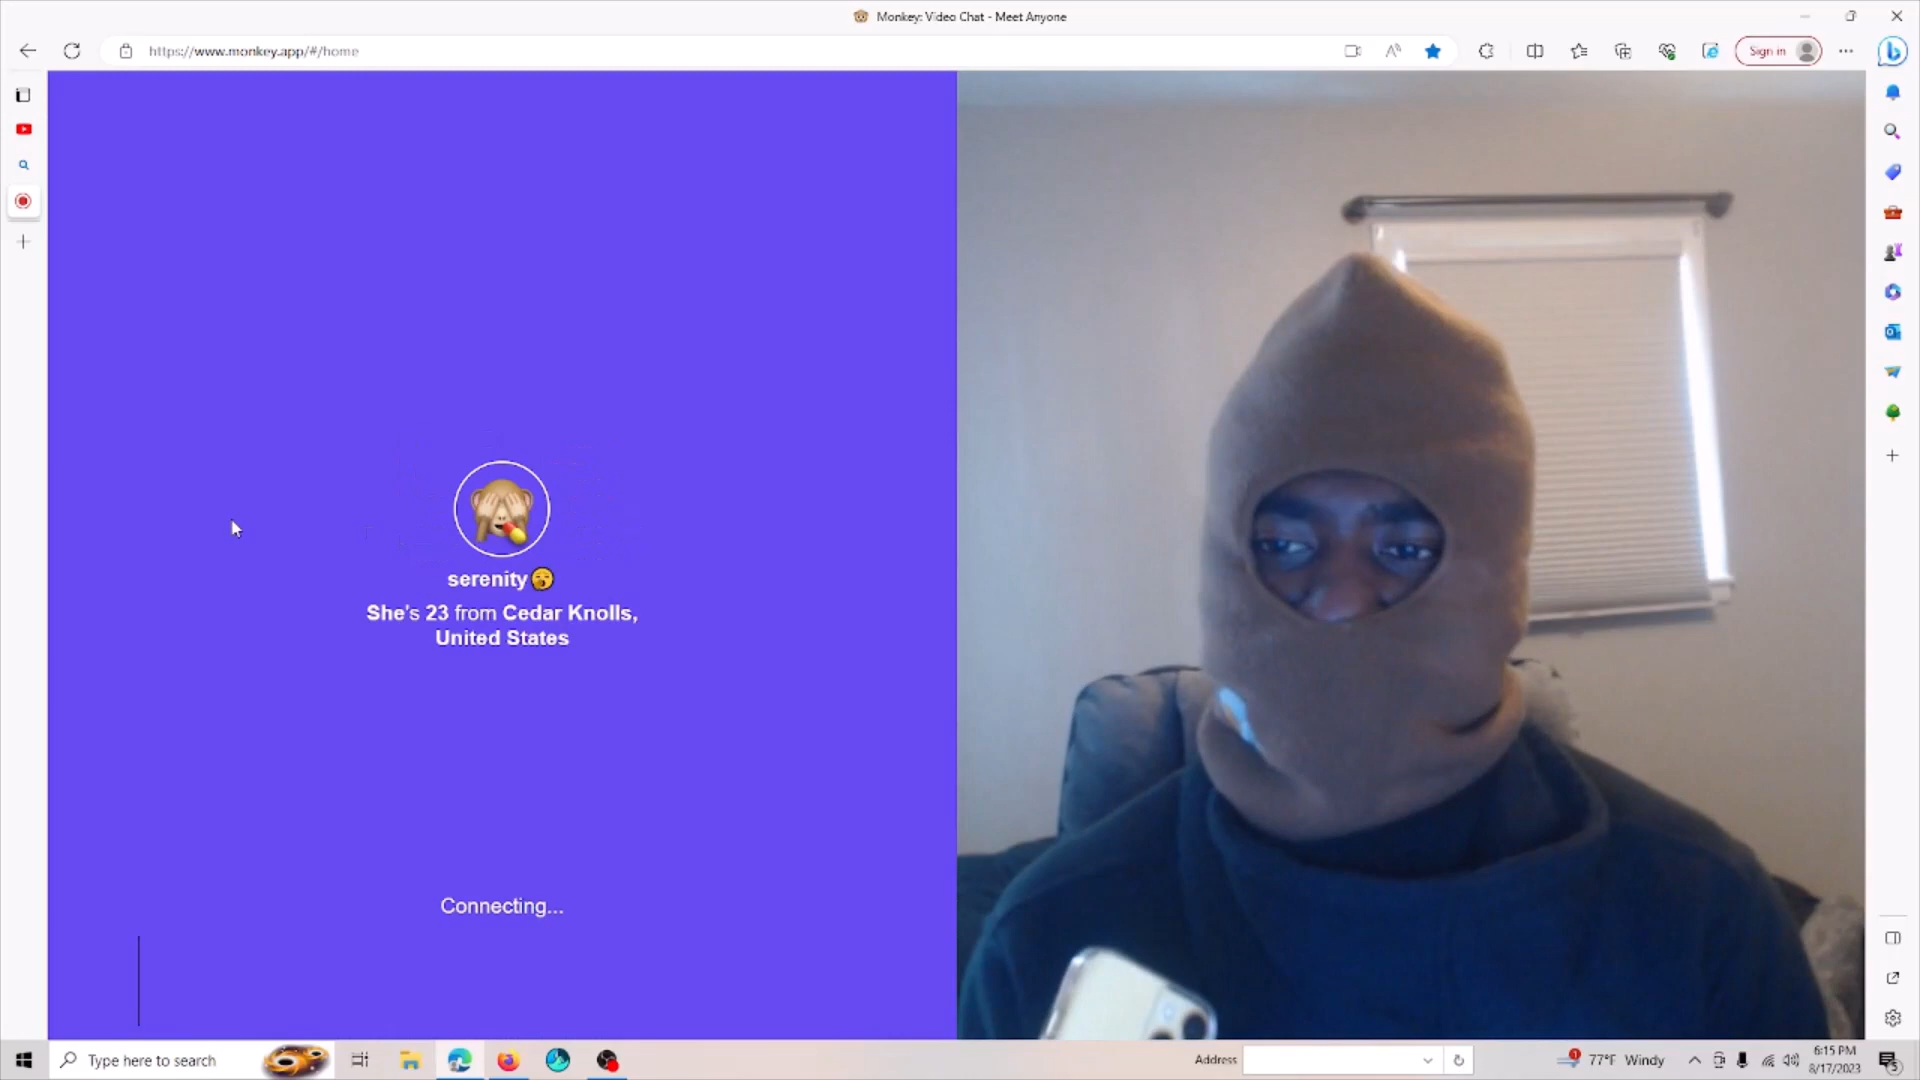 Monkey: Video Chat - Meet Anyone
https://www.monkey.app/#/home
Sign in
serenity
She's 23 from Cedar Knolls,
United States
Connecting...
Type here to search
Address
77°F Windy
6:15 PM
8/17/2023